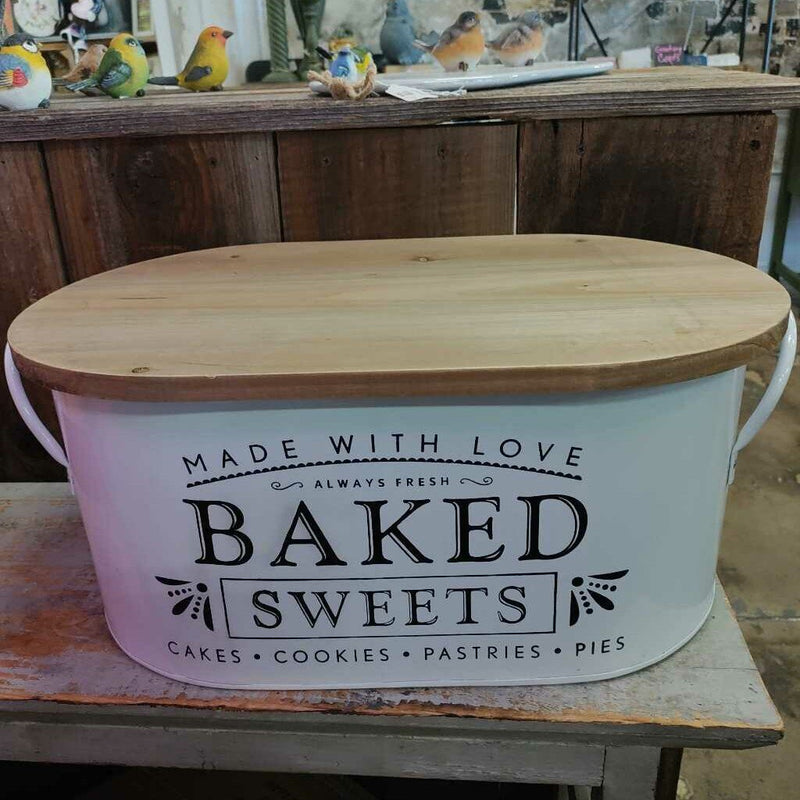 MADE WITH LOVE
ALWAYS FRESH
BAKED
SWEETS
CAKES • COOKIES • PASTRIES • PIES